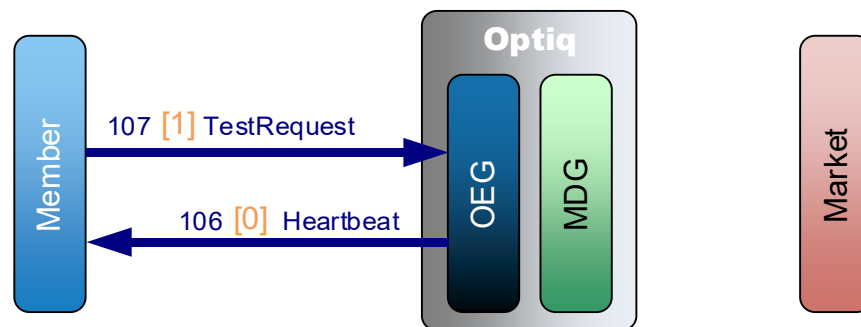 Optiq
Member
107 [1] TestRequest
106 [0] Heartbeat
OEG
MDG
Market